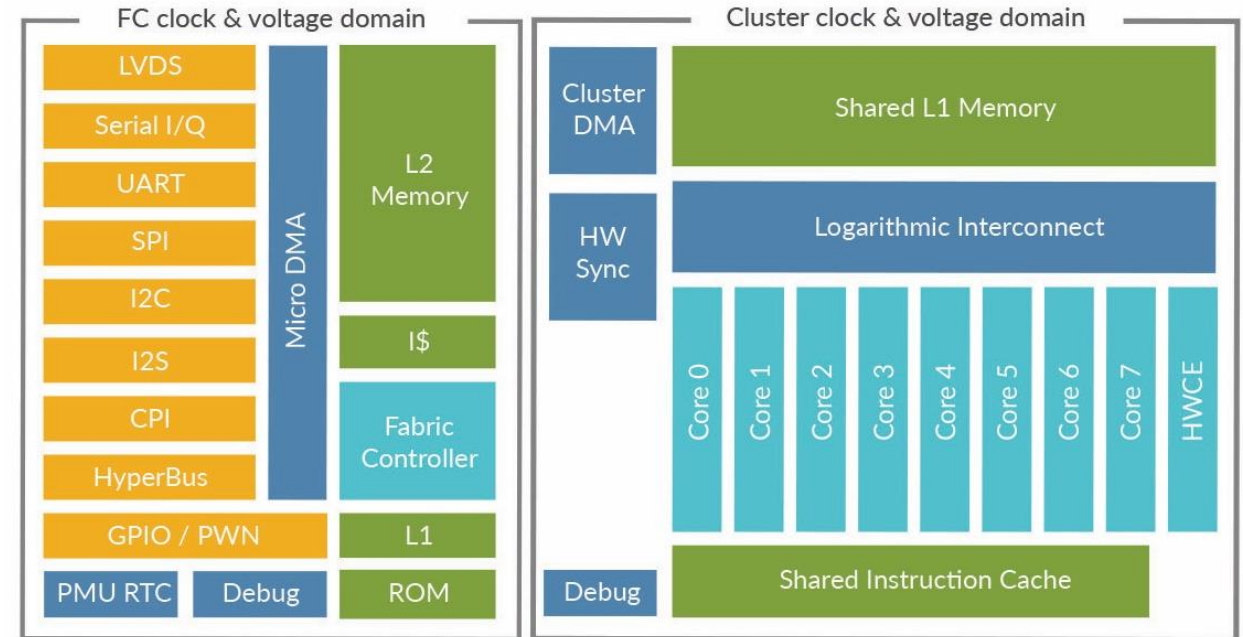 FC clock & voltage domain
LVDS
Serial I/Q
UART
SPI
I2C
I2S
CPI
HyperBus
GPIO / PWN
PMU RTC
Debug
Micro DMA
L2
Memory
I$
Fabric
Controller
L1
ROM
Cluster clock & voltage domain
Cluster
DMA
HW
Sync
Debug
Shared L1 Memory
Logarithmic Interconnect
Core 0
Core 1
Core 2
Core 3
Core 4
Core 5
Core 6
Core 7
HWCE
Shared Instruction Cache